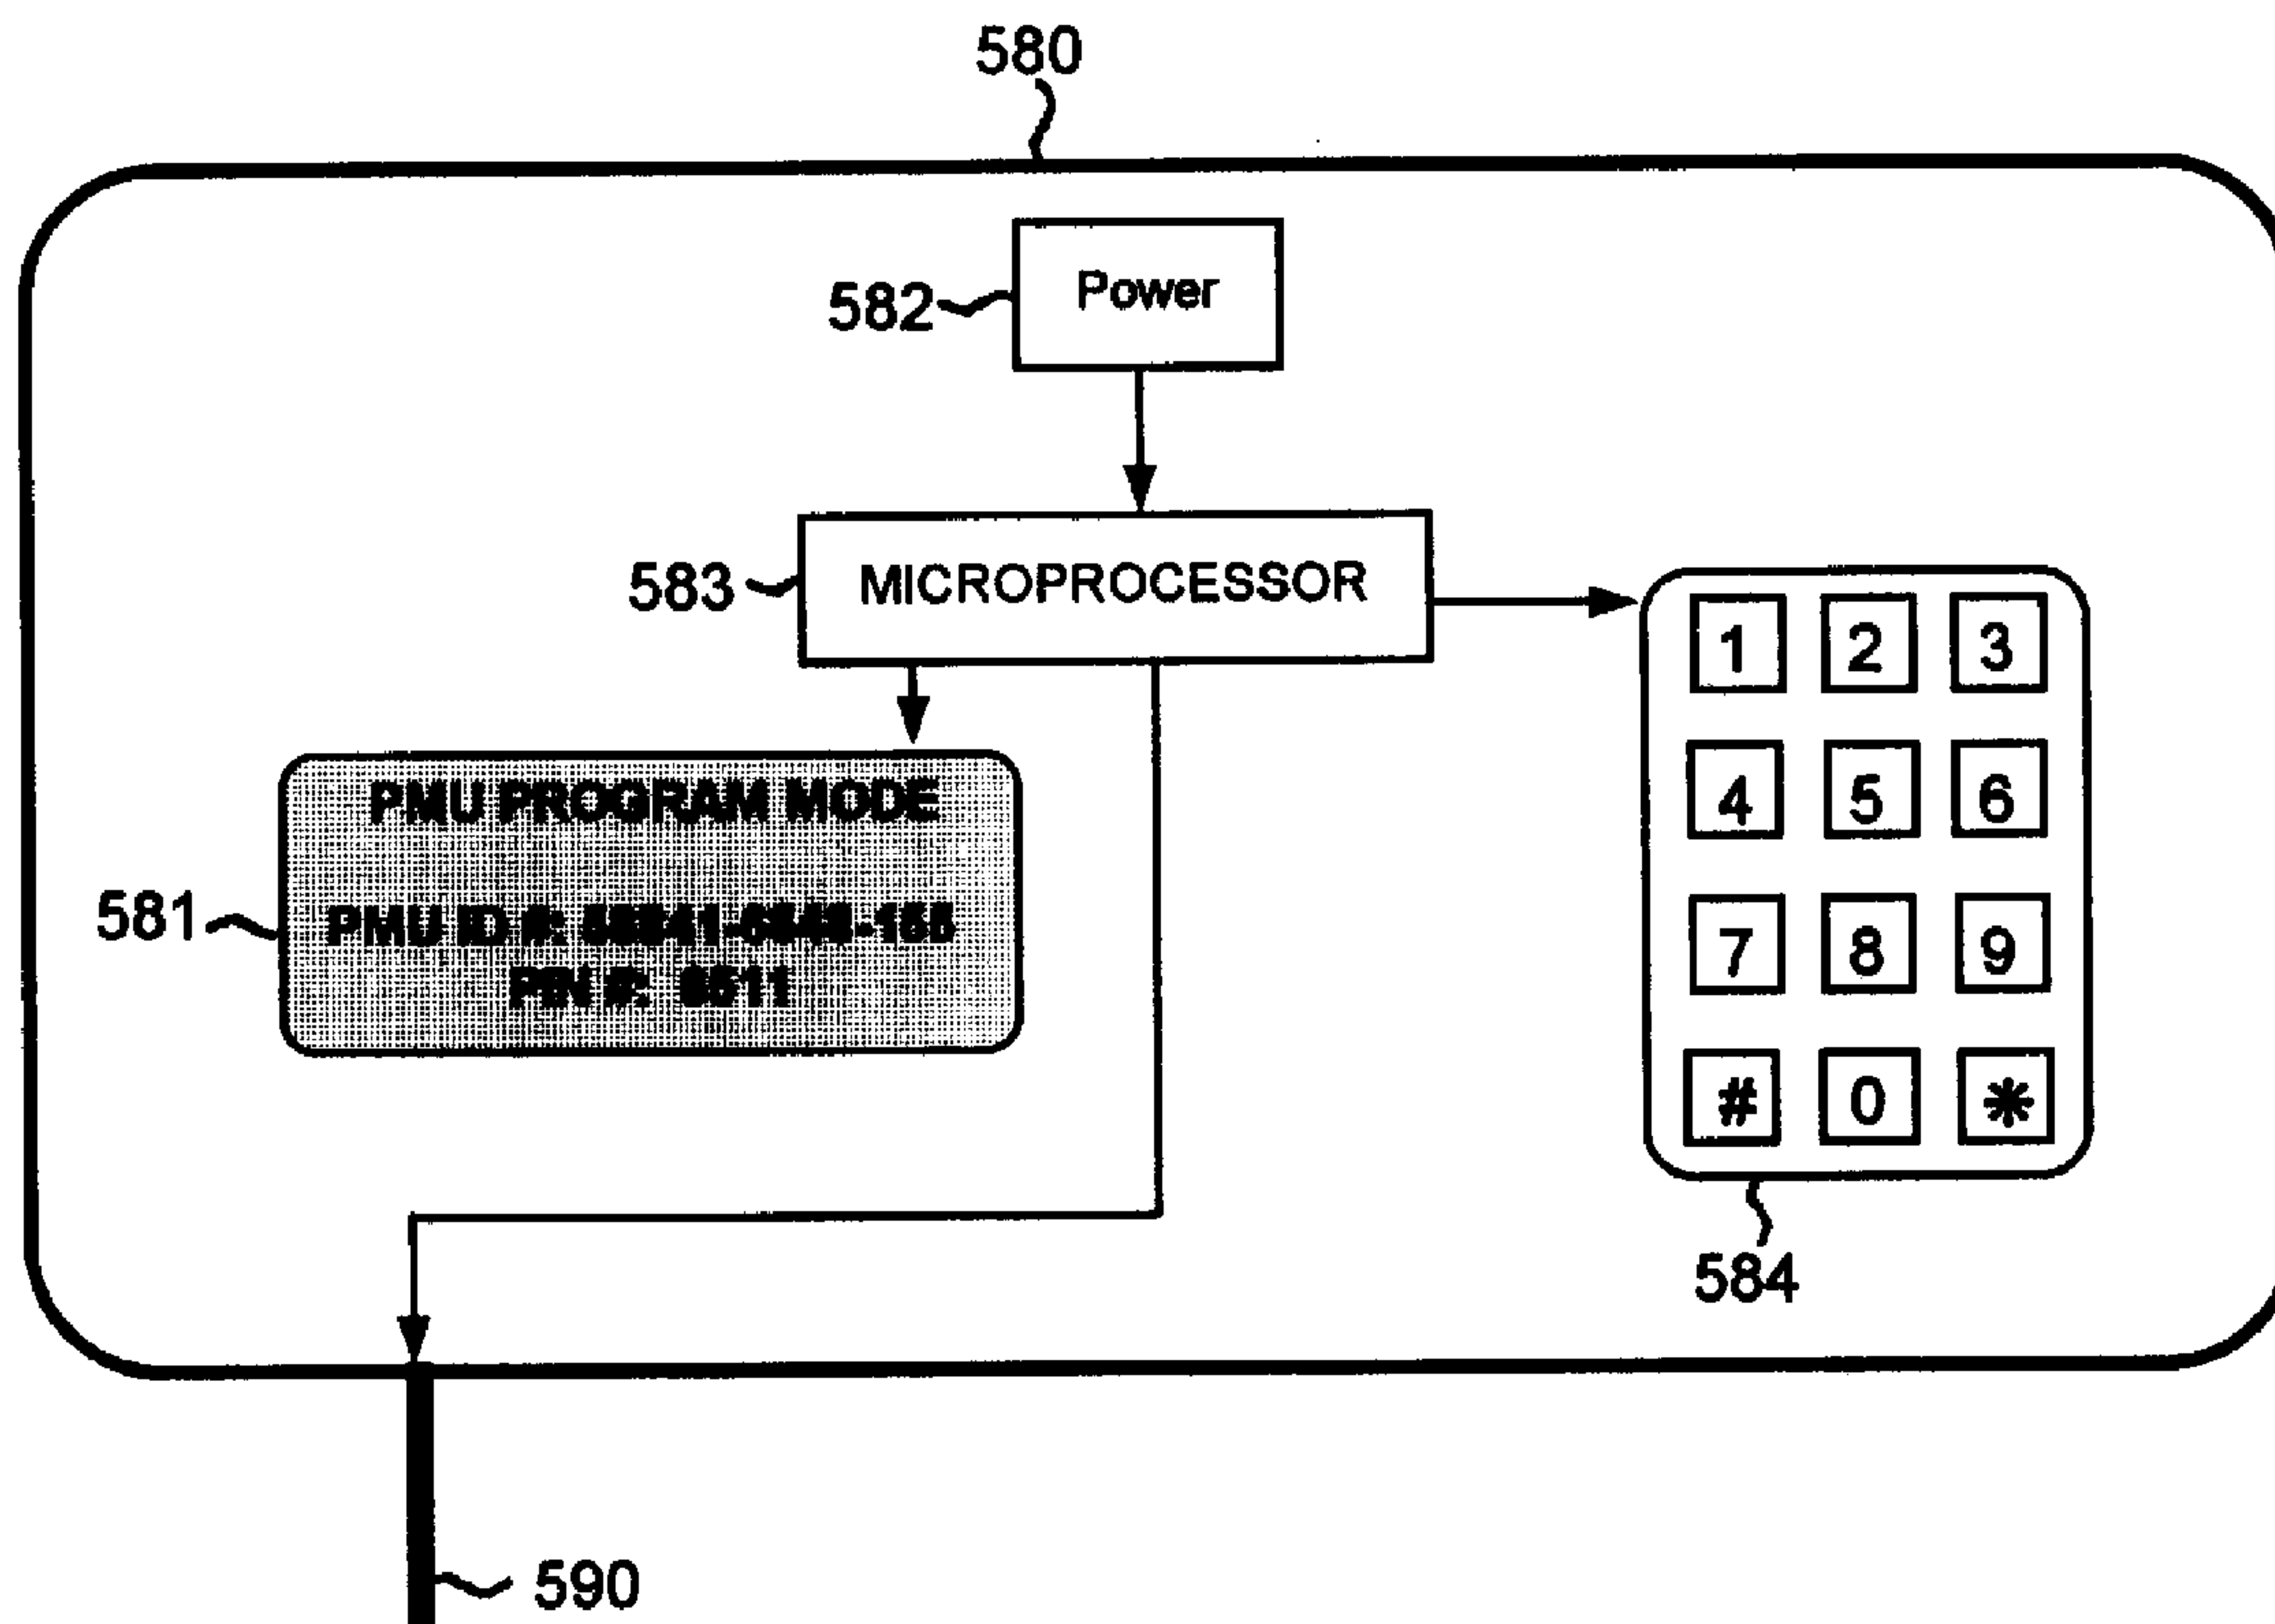 580
582
Power
583
MICROPROCESSOR
1 2 3
4 5 6
7 8 9
# 0 *
PMU PROGRAM MODE
581
PMU ID #:
PIN #:
584
590